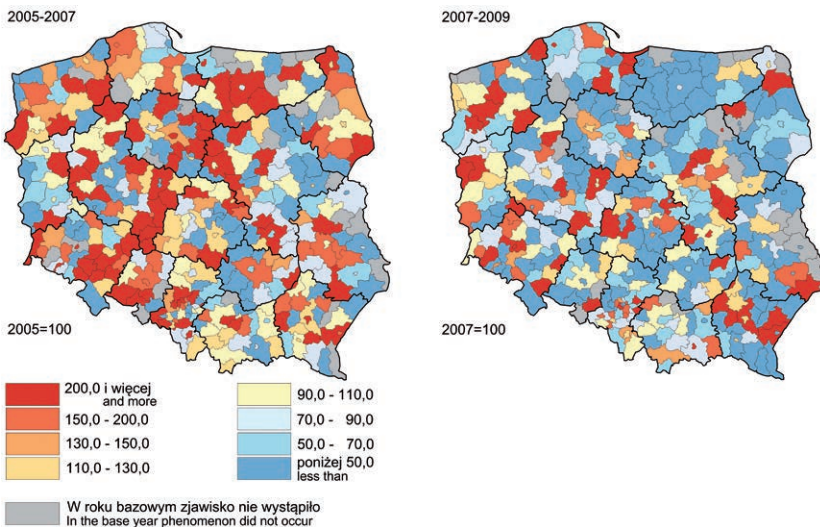 2005-2007
2007-2009
2005=100
2007=100
200,0 i więcej
and more
150,0 - 200,0
130,0 - 150,0
110,0 - 130,0
90,0 - 110,0
70,0 - 90,0
50,0 - 70,0
poniżej 50,0
less than
W roku bazowym zjawisko nie wystąpiło
In the base year phenomenon did not occur